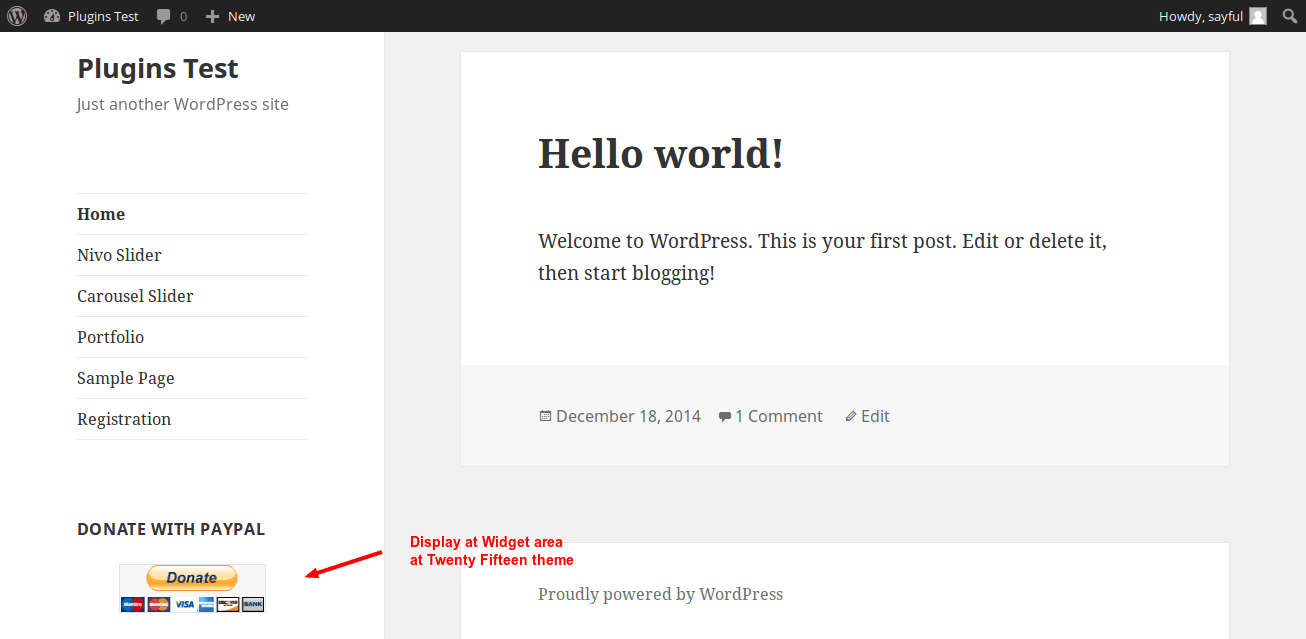 Plugins Test
0
New
Howdy, sayful
Plugins Test
Just another WordPress site
Home
Nivo Slider
Carousel Slider
Portfolio
Sample Page
Registration
DONATE WITH PAYPAL
Donate
Maestro
MasterCard
VISA
BANK
Hello world!
Welcome to WordPress. This is your first post. Edit or delete it,
then start blogging!
December 18, 2014
1 Comment
Edit
Display at Widget area
at Twenty Fifteen theme
Proudly powered by WordPress